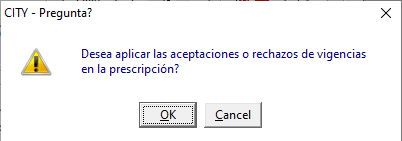 CITY - Pregunta?
Desea aplicar las aceptaciones o rechazos de vigencias
en la prescripción?
OK
Cancel